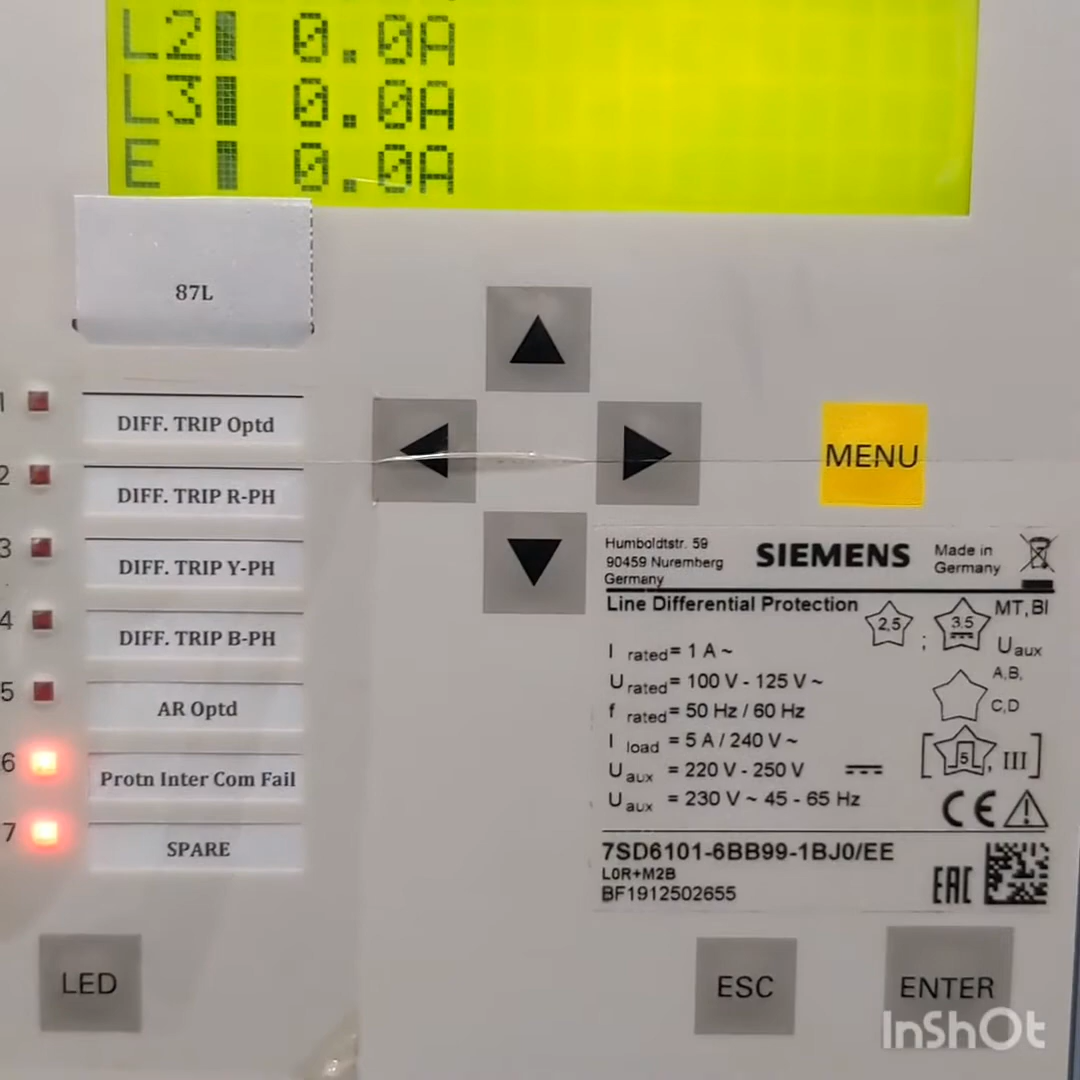 L2 0.0A
L3 0.0A
E 0.0A
87L
1 DIFF. TRIP Optd
2 DIFF. TRIP R-PH
3 DIFF. TRIP Y-PH
4 DIFF. TRIP B-PH
5 AR Optd
6 Protn Inter Com Fail
7 SPARE
LED
MENU
Humboldtstr. 59
90459 Nuremberg
Germany
SIEMENS
Made in
Germany
Line Differential Protection
I rated = 1 A ~
U rated = 100 V - 125 V ~
f rated = 50 Hz / 60 Hz
I load = 5 A / 240 V ~
U aux = 220 V - 250 V
U aux = 230 V ~ 45 - 65 Hz
2,5 ; 3.5 MT, BI
U aux
A,B,
C,D
[ 5L , III ]
CE
7SD6101-6BB99-1BJ0/EE
L0R+M2B
BF1912502655
EAC
ESC
ENTER
InShOt